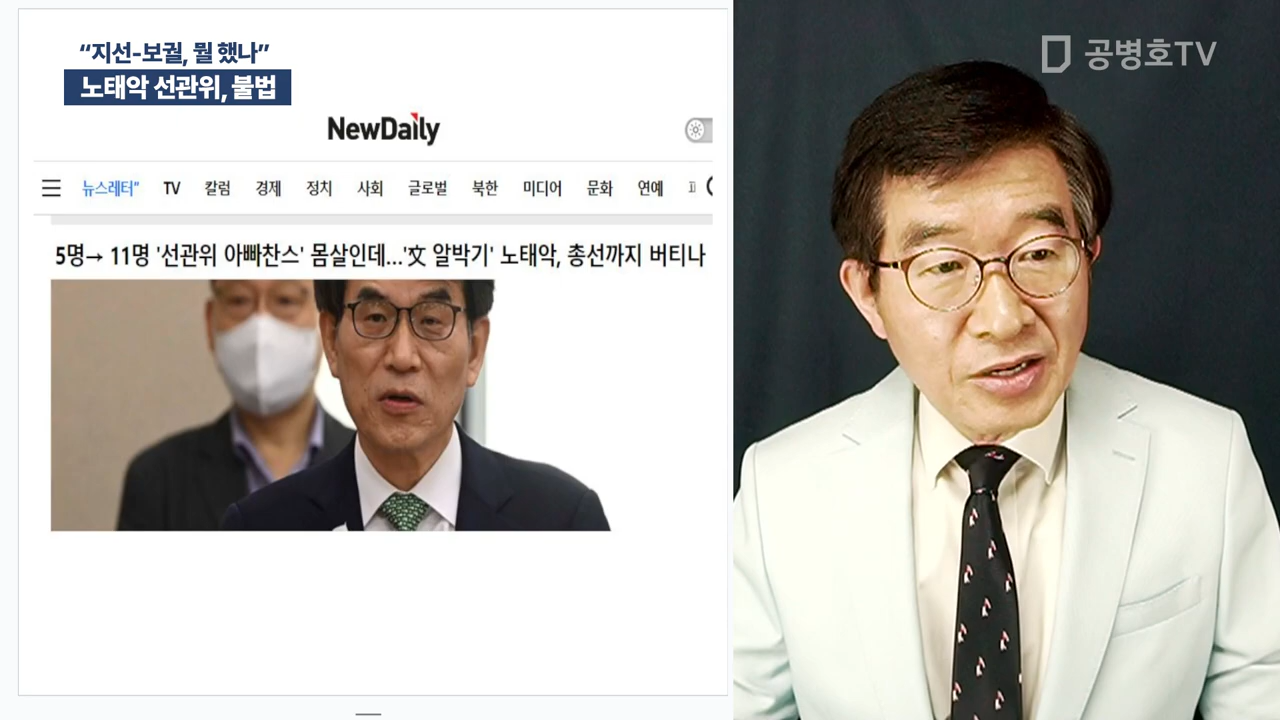 “지선-보궐, 뭘 했나”
노태악 선관위, 불법
공병호TV
NewDaily
뉴스레터” TV 칼럼 경제 정치 사회 글로벌 북한 미디어 문화 연예
5명→ 11명 '선관위 아빠찬스' 몸살인데…'文 알박기' 노태악, 총선까지 버티나